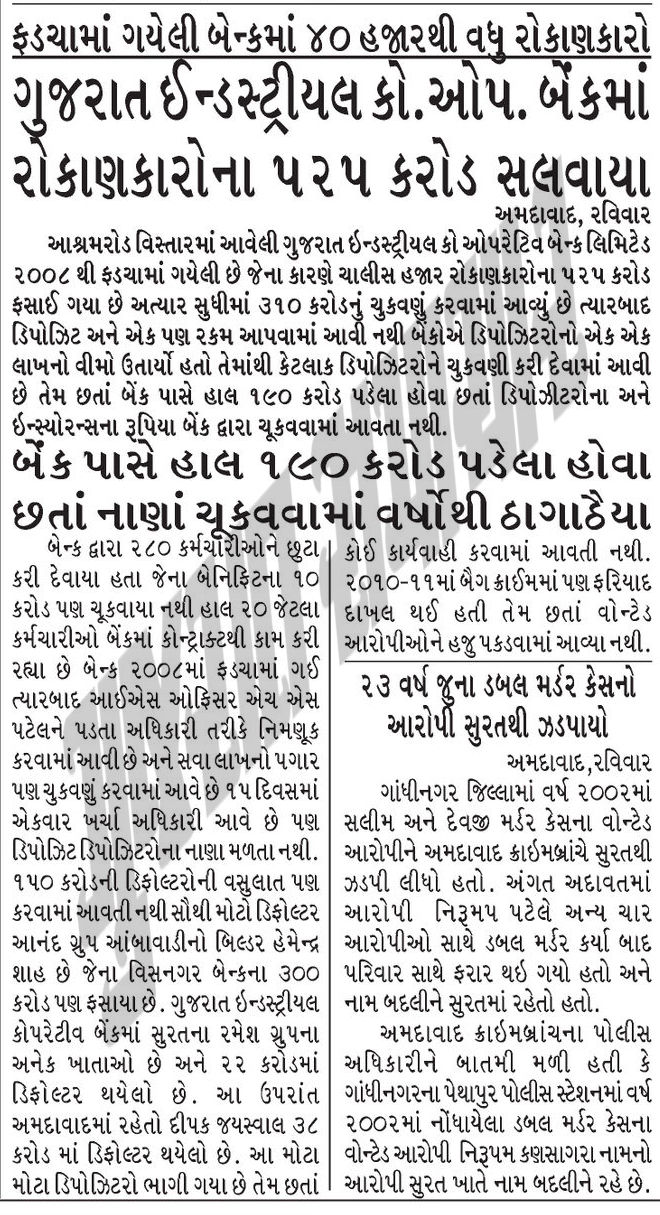 ફડચામાં ગયેલી બેન્કમાં ૪૦ હજારથી વધુ રોકાણકારો
ગુજરાત ઈન્ડસ્ટ્રીયલ કો.ઓપ. બેંકમાં
રોકાણકારોના ૫૨૫ કરોડ સલવાયા
અમદાવાદ, રવિવાર
આશ્રમરોડ વિસ્તારમાં આવેલી ગુજરાત ઇન્ડસ્ટ્રીયલ કો ઓપરેટિવ બેન્ક લિમિટેડ
૨૦૦૮ થી ફડચામાં ગયેલી છે જેના કારણે ચાલીસ હજાર રોકાણકારોના ૫૨૫ કરોડ
ફસાઈ ગયા છે અત્યાર સુધીમાં ૩૧૦ કરોડનું ચુકવણું કરવામાં આવ્યું છે ત્યારબાદ
ડિપોઝિટ અને એક પણ રકમ આપવામાં આવી નથી બેંકોએ ડિપોઝિટરોનો એક એક
લાખનો વીમો ઉતાર્યો હતો તેમાંથી કેટલાક ડિપોઝિટરોને ચુકવણી કરી દેવામાં આવી
છે તેમ છતાં બેંક પાસે હાલ ૧૯૦ કરોડ પડેલા હોવા છતાં ડિપોઝીટરોના અને
ઇન્સ્યોરન્સના રૂપિયા બેંક દ્વારા ચૂકવવામાં આવતા નથી.
બેંક પાસે હાલ ૧૯૦ કરોડ પડેલા હોવા
છતાં નાણાં ચૂકવવામાં વર્ષોથી ઠાગાઠૈયા
બેન્ક દ્વારા ૨૮૦ કર્મચારીઓને છુટા
કરી દેવાયા હતા જેના બેનિફિટના ૧૦
કરોડ પણ ચૂકવાયા નથી હાલ ૨૦ જેટલા
કર્મચારીઓ બેંકમાં કોન્ટ્રાક્ટથી કામ કરી
રહ્યા છે બેન્ક ૨૦૦૮માં ફડચામાં ગઈ
ત્યારબાદ આઈએસ ઓફિસર એચ એસ
પટેલને ૫ડતા અધિકારી તરીકે નિમણૂક
કરવામાં આવી છે અને સવા લાખનો પગાર
પણ ચુકવણું કરવામાં આવે છે ૧૫ દિવસમાં
એકવાર ખર્ચા અધિકારી આવે છે પણ
ડિપોઝિટ ડિપોઝિટરોના નાણા મળતા નથી.
૧૫૦ કરોડની ડિફોલ્ટરોની વસુલાત પણ
કરવામાં આવતી નથી સૌથી મોટો ડિફોલ્ટર
આનંદ ગ્રુપ આંબાવાડીનો બિલ્ડર હેમેન્દ્ર
શાહ છે જેના વિસનગર બેન્કના ૩૦૦
કરોડ પણ ફસાયા છે. ગુજરાત ઇન્ડસ્ટ્રીયલ
કોપરેટીવ બેંકમાં સુરતના રમેશ ગ્રુપના
અનેક ખાતાઓ છે અને ૨૨ કરોડમાં
ડિફોલ્ટર થયેલો છે. આ ઉપરાંત
અમદાવાદમાં રહેતો દીપક જયસ્વાલ ૩૮
કરોડ માં ડિફોલ્ટર થયેલો છે. આ મોટા
મોટા ડિપોઝિટરો ભાગી ગયા છે તેમ છતાં
કોઈ કાર્યવાહી કરવામાં આવતી નથી.
૨૦૧૦-૧૧માં બૈગ ક્રાઈમમાં પણ ફરિયાદ
દાખલ થઈ હતી તેમ છતાં વોન્ટેડ
આરોપીઓને હજુ પકડવામાં આવ્યા નથી.
૨૩ વર્ષ જુના ડબલ મર્ડર કેસનો
આરોપી સુરતથી ઝડપાયો
અમદાવાદ,રવિવાર
ગાંધીનગર જિલ્લામાં વર્ષ ૨૦૦૨માં
સલીમ અને દેવજી મર્ડર કેસના વોન્ટેડ
આરોપીને અમદાવાદ ક્રાઇમબ્રાંચે સુરતથી
ઝડપી લીધો હતો. અંગત અદાવતમાં
આરોપી નિરૂમપ પટેલે અન્ય ચાર
આરોપીઓ સાથે ડબલ મર્ડર કર્યા બાદ
પરિવાર સાથે ફરાર થઇ ગયો હતો અને
નામ બદલીને સુરતમાં રહેતો હતો.
અમદાવાદ ક્રાઇમબ્રાંચના પોલીસ
અધિકારીને બાતમી મળી હતી કે
ગાંધીનગરના પેથાપુર પોલીસ સ્ટેશનમાં વર્ષ
૨૦૦૨માં નોંધાયેલા ડબલ મર્ડર કેસના
વોન્ટેડ આરોપી નિરૂપમ કણસાગરા નામનો
આરોપી સુરત ખાતે નામ બદલીને રહે છે.